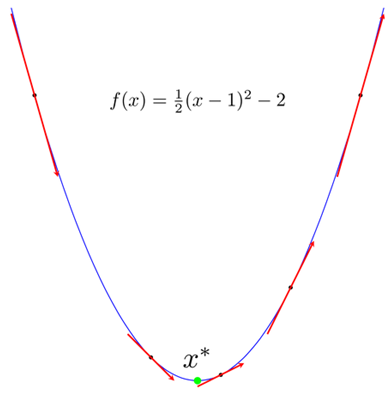 f(x) = ½(x − 1)² − 2
x*